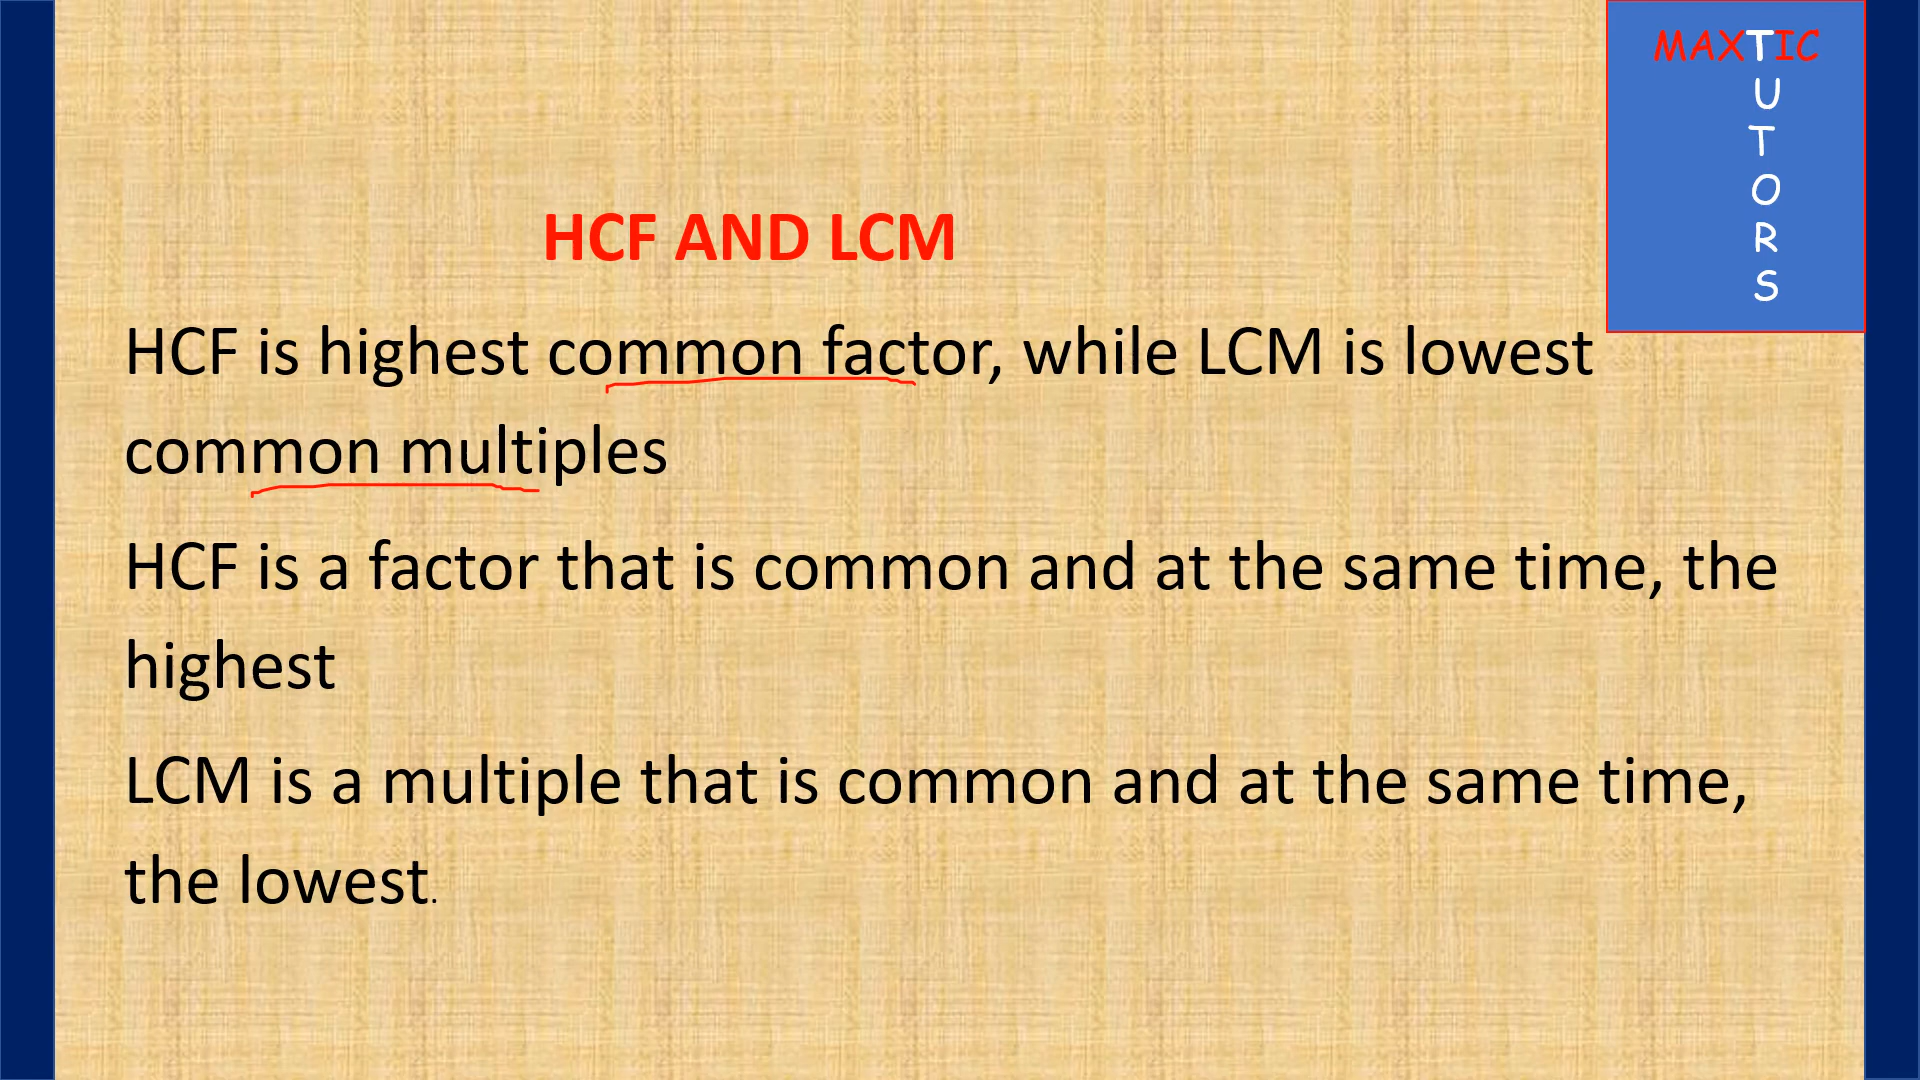 MAXTIC
TUTORS
HCF AND LCM
HCF is highest common factor, while LCM is lowest
common multiples
HCF is a factor that is common and at the same time, the
highest
LCM is a multiple that is common and at the same time,
the lowest.